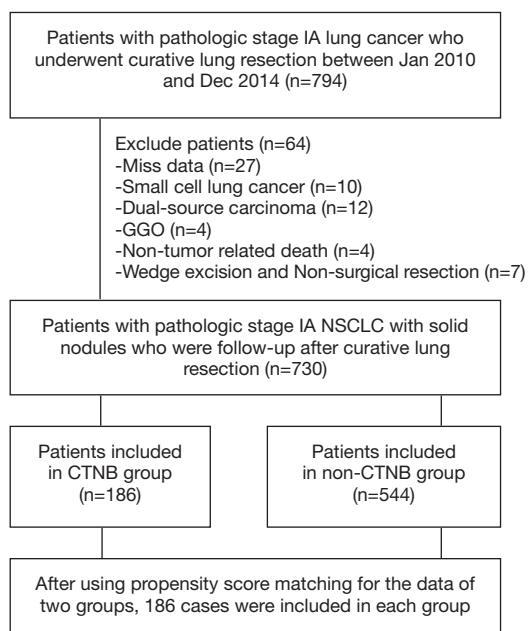 Patients with pathologic stage IA lung cancer who
underwent curative lung resection between Jan 2010
and Dec 2014 (n=794)
Exclude patients (n=64)
-Miss data (n=27)
-Small cell lung cancer (n=10)
-Dual-source carcinoma (n=12)
-GGO (n=4)
-Non-tumor related death (n=4)
-Wedge excision and Non-surgical resection (n=7)
Patients with pathologic stage IA NSCLC with solid
nodules who were follow-up after curative lung
resection (n=730)
Patients included
in CTNB group
(n=186)
Patients included
in non-CTNB group
(n=544)
After using propensity score matching for the data of
two groups, 186 cases were included in each group